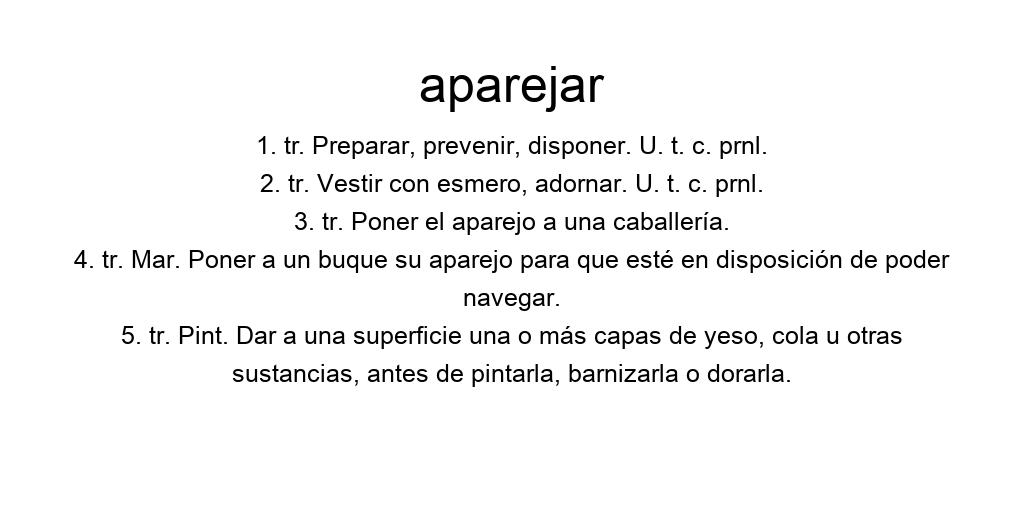 aparejar
1. tr. Preparar, prevenir, disponer. U. t. c. prnl.
2. tr. Vestir con esmero, adornar. U. t. c. prnl.
3. tr. Poner el aparejo a una caballería.
4. tr. Mar. Poner a un buque su aparejo para que esté en disposición de poder
navegar.
5. tr. Pint. Dar a una superficie una o más capas de yeso, cola u otras
sustancias, antes de pintarla, barnizarla o dorarla.